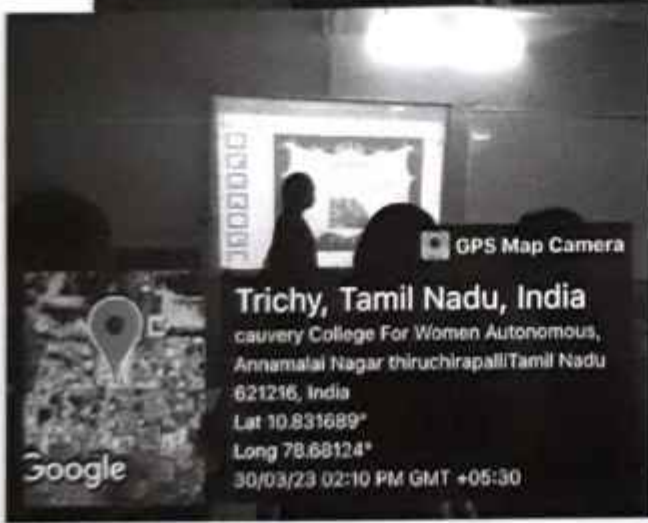 GPS Map Camera
Trichy, Tamil Nadu, India
cauvery College For Women Autonomous,
Annamalai Nagar thiruchirapalliTamil Nadu
621216, India
Lat 10.831689°
Long 78.68124°
30/03/23 02:10 PM GMT +05:30
Google